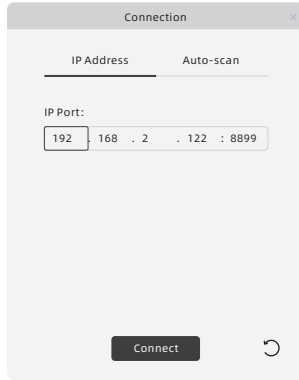 Connection ×
IP Address Auto-scan
IP Port:
192 . 168 . 2 . 122 : 8899
Connect